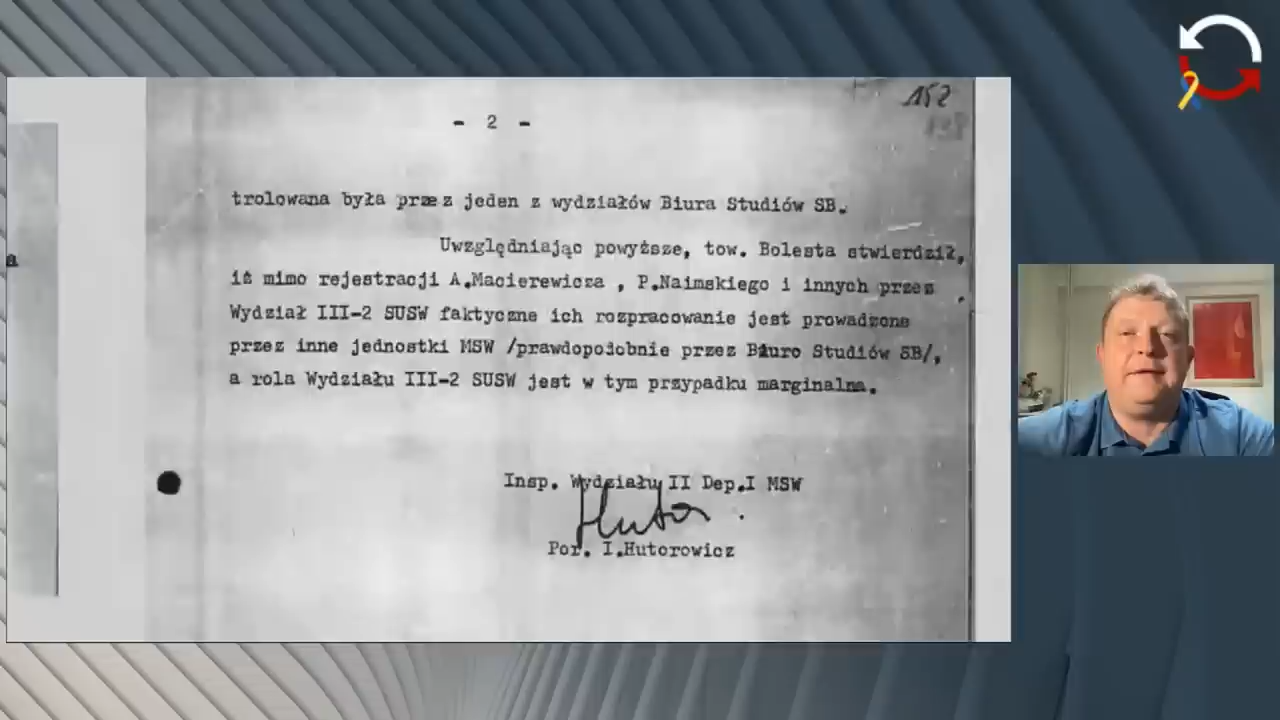 152
- 2 -
trolowana była przez jeden z wydziałów Biura Studiów SB.
Uwzględniając powyższe, tow. Bolesta stwierdził,
iż mimo rejestracji A.Macierewicza , P.Naimskiego i innych przez
Wydział III-2 SUSW faktyczne ich rozpracowanie jest prowadzone
przez inne jednostki MSW /prawdopodobnie przez Biuro Studiów SB/,
a rola Wydziału III-2 SUSW jest w tym przypadku marginalna.
a
Insp. Wydziału II Dep.I MSW
Hutor
Por. I.Hutorowicz